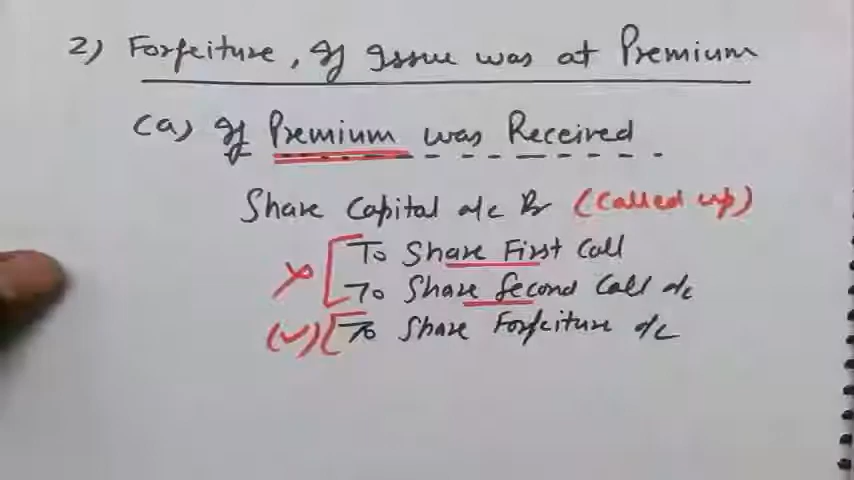 2) Forfeiture, If Issue was at Premium
(a) If Premium was Received
Share Capital a/c Dr (Called up)
To Share First Call
To Share Second Call a/c
To Share Forfeiture a/c